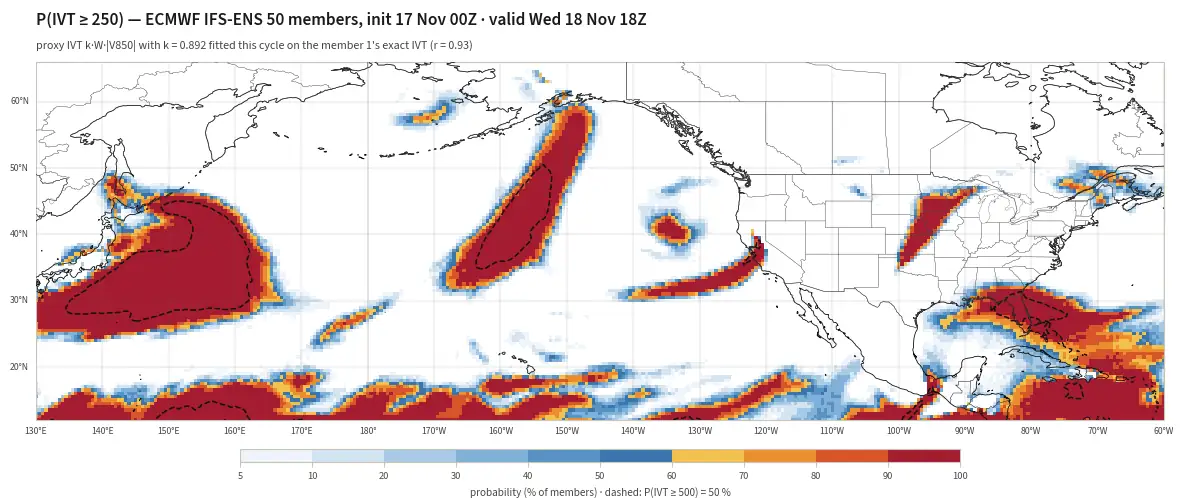 P(IVT ≥ 250) — ECMWF IFS-ENS 50 members, init 17 Nov 00Z · valid Wed 18 Nov 18Z
proxy IVT k·W·|V850| with k = 0.892 fitted this cycle on the member 1's exact IVT (r = 0.93)
60°N
50°N
40°N
30°N
20°N
130°E 140°E 150°E 160°E 170°E 180° 170°W 160°W 150°W 140°W 130°W 120°W 110°W 100°W 90°W 80°W 70°W 60°W
5 10 20 30 40 50 60 70 80 90 100
probability (% of members) · dashed: P(IVT ≥ 500) = 50 %